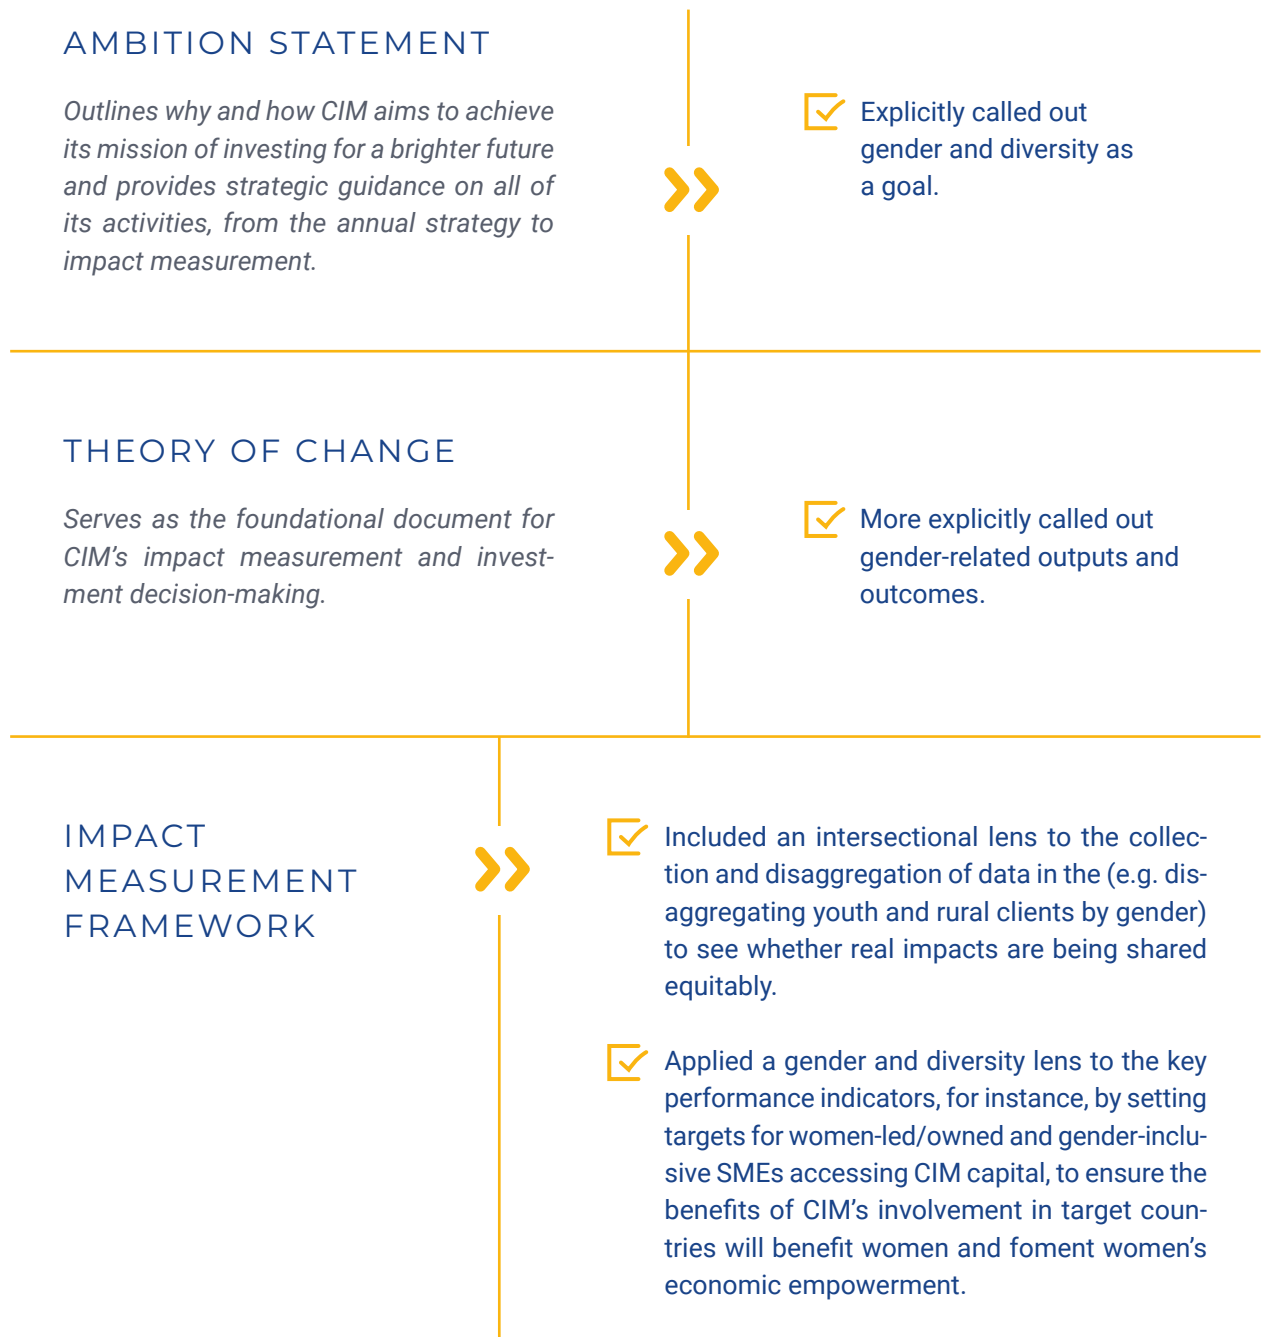 AMBITION STATEMENT
Outlines why and how CIM aims to achieve
its mission of investing for a brighter future
and provides strategic guidance on all of
its activities, from the annual strategy to
impact measurement.
Explicitly called out
gender and diversity as
a goal.
THEORY OF CHANGE
Serves as the foundational document for
CIM’s impact measurement and invest-
ment decision-making.
More explicitly called out
gender-related outputs and
outcomes.
IMPACT
MEASUREMENT
FRAMEWORK
Included an intersectional lens to the collec-
tion and disaggregation of data in the (e.g. dis-
aggregating youth and rural clients by gender)
to see whether real impacts are being shared
equitably.
Applied a gender and diversity lens to the key
performance indicators, for instance, by setting
targets for women-led/owned and gender-inclu-
sive SMEs accessing CIM capital, to ensure the
benefits of CIM’s involvement in target coun-
tries will benefit women and foment women’s
economic empowerment.